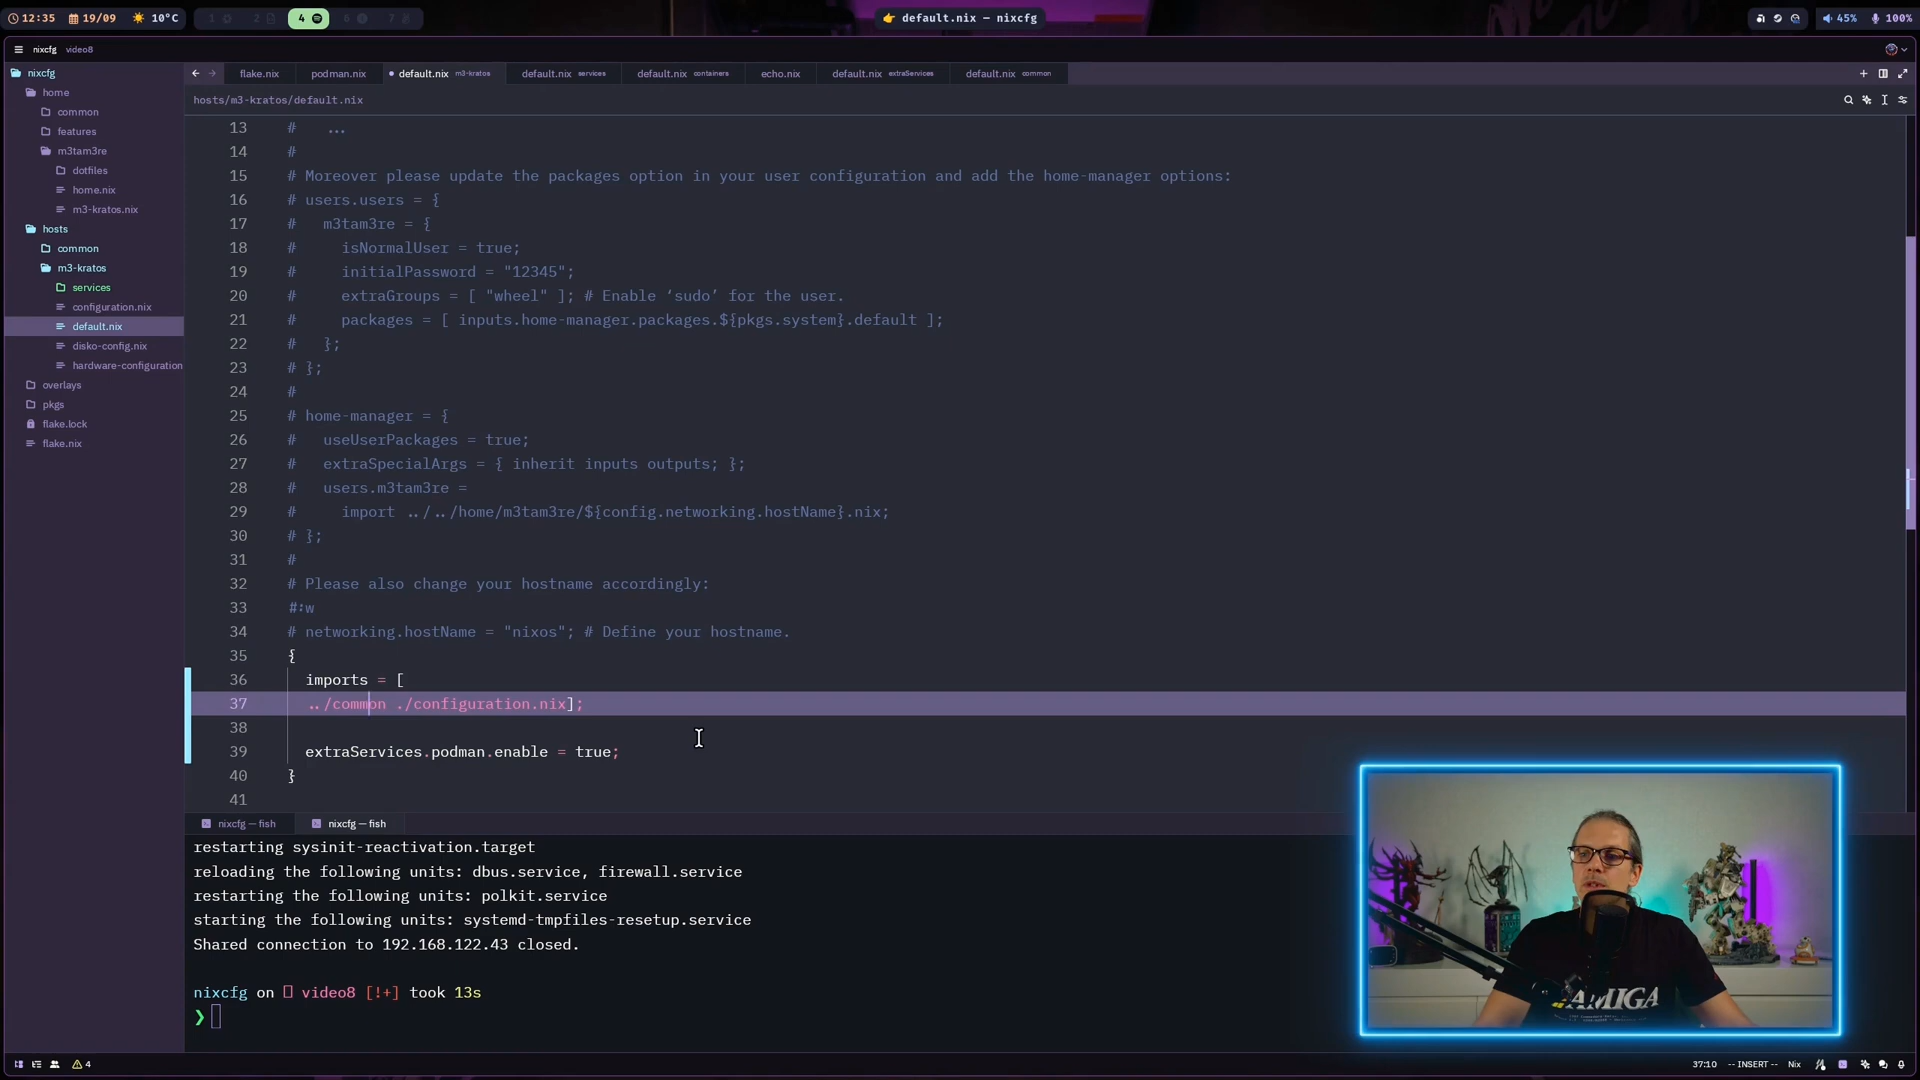 12:35 19/09 10°C 1 2 4 6 7 👉 default.nix — nixcfg 45% 100%
nixcfg video8
nixcfg
home
common
features
m3tam3re
dotfiles
home.nix
m3-kratos.nix
hosts
common
m3-kratos
services
configuration.nix
default.nix
disko-config.nix
hardware-configuration
overlays
pkgs
flake.lock
flake.nix
flake.nix podman.nix default.nix m3-kratos default.nix services default.nix containers echo.nix default.nix extraServices default.nix common
hosts/m3-kratos/default.nix
13 # ...
14 #
15 # Moreover please update the packages option in your user configuration and add the home-manager options:
16 # users.users = {
17 # m3tam3re = {
18 # isNormalUser = true;
19 # initialPassword = "12345";
20 # extraGroups = [ "wheel" ]; # Enable ‘sudo’ for the user.
21 # packages = [ inputs.home-manager.packages.${pkgs.system}.default ];
22 # };
23 # };
24 #
25 # home-manager = {
26 # useUserPackages = true;
27 # extraSpecialArgs = { inherit inputs outputs; };
28 # users.m3tam3re =
29 # import ../../home/m3tam3re/${config.networking.hostName}.nix;
30 # };
31 #
32 # Please also change your hostname accordingly:
33 #:w
34 # networking.hostName = "nixos"; # Define your hostname.
35 {
36 imports = [
37 ../common ./configuration.nix];
38
39 extraServices.podman.enable = true;
40 }
41
nixcfg — fish nixcfg — fish
restarting sysinit-reactivation.target
reloading the following units: dbus.service, firewall.service
restarting the following units: polkit.service
starting the following units: systemd-tmpfiles-resetup.service
Shared connection to 192.168.122.43 closed.
nixcfg on video8 [!+] took 13s
❯
AMIGA
4 37:10 -- INSERT -- Nix